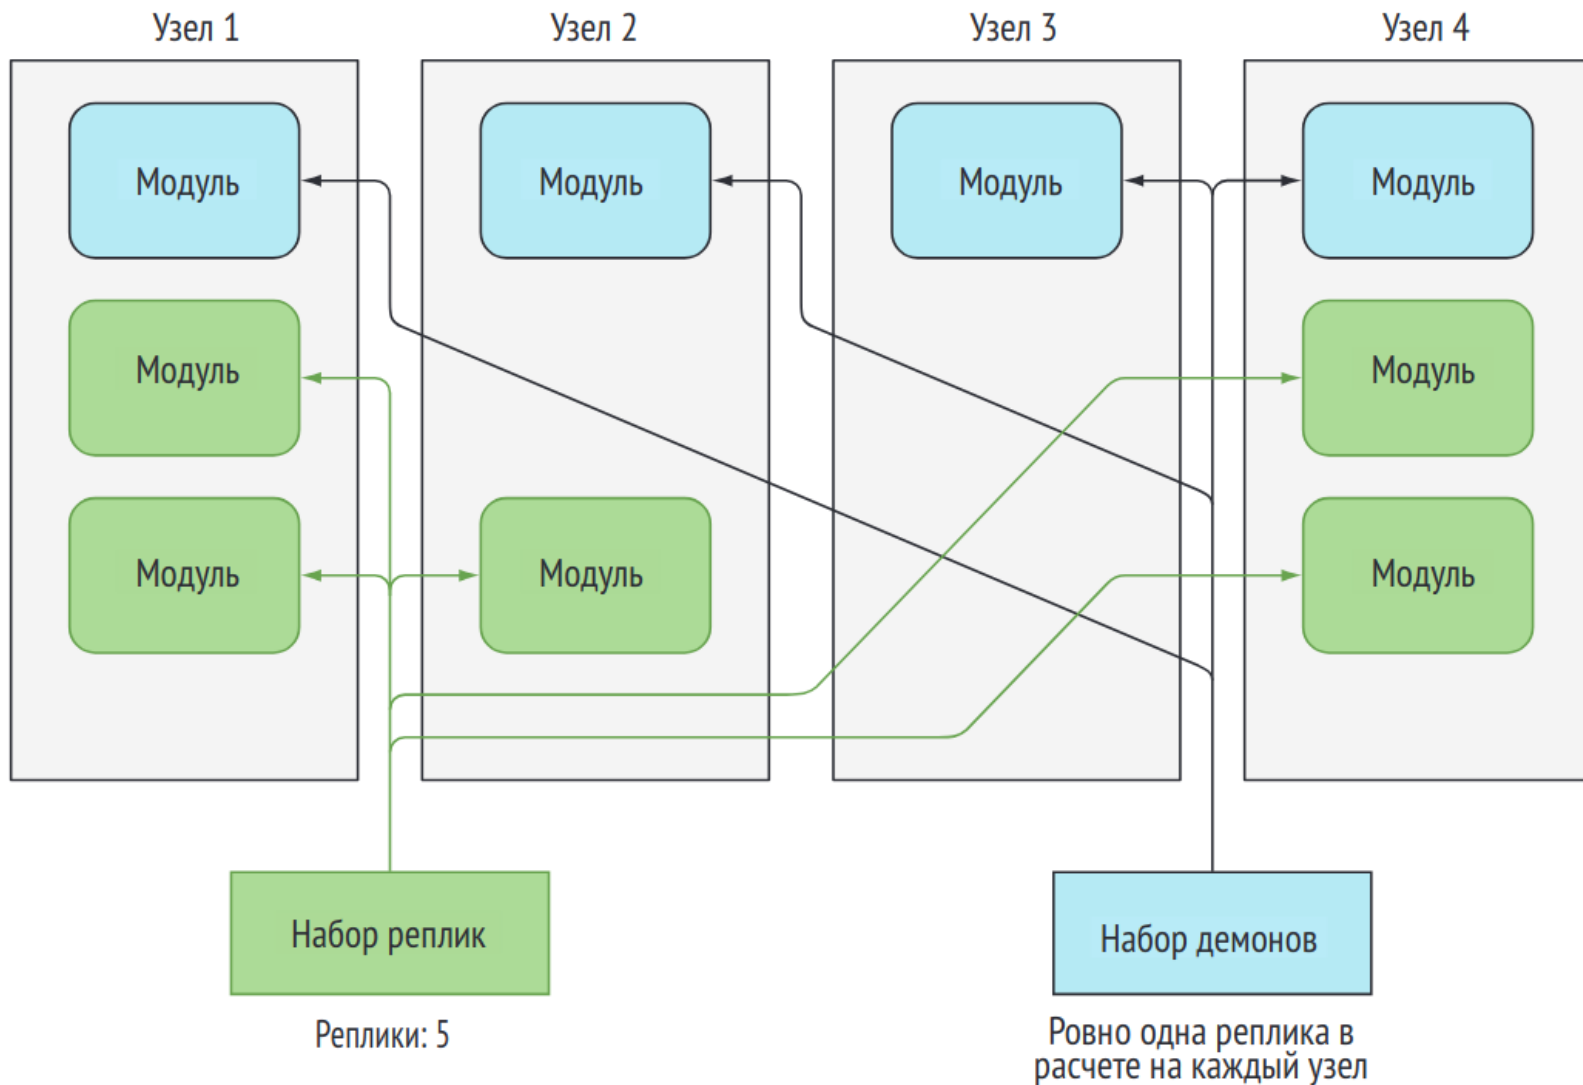 Узел 1
Узел 2
Узел 3
Узел 4
Модуль
Модуль
Модуль
Модуль
Модуль
Модуль
Модуль
Модуль
Модуль
Набор реплик
Набор демонов
Реплики: 5
Ровно одна реплика в
расчете на каждый узел